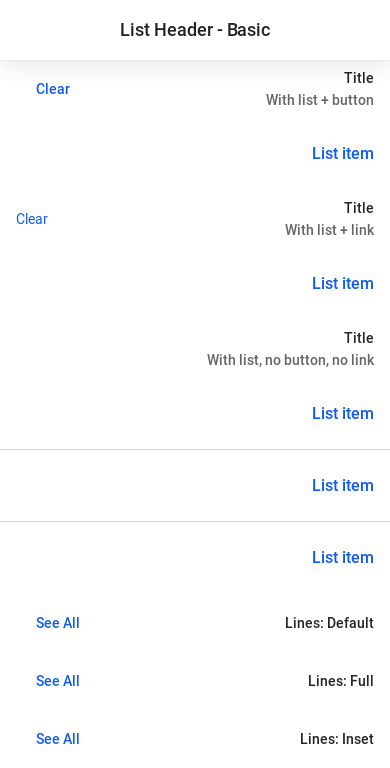 List Header - Basic
Title
Clear
With list + button
List item
Title
Clear
With list + link
List item
Title
With list, no button, no link
List item
List item
List item
Lines: Default
See All
Lines: Full
See All
Lines: Inset
See All